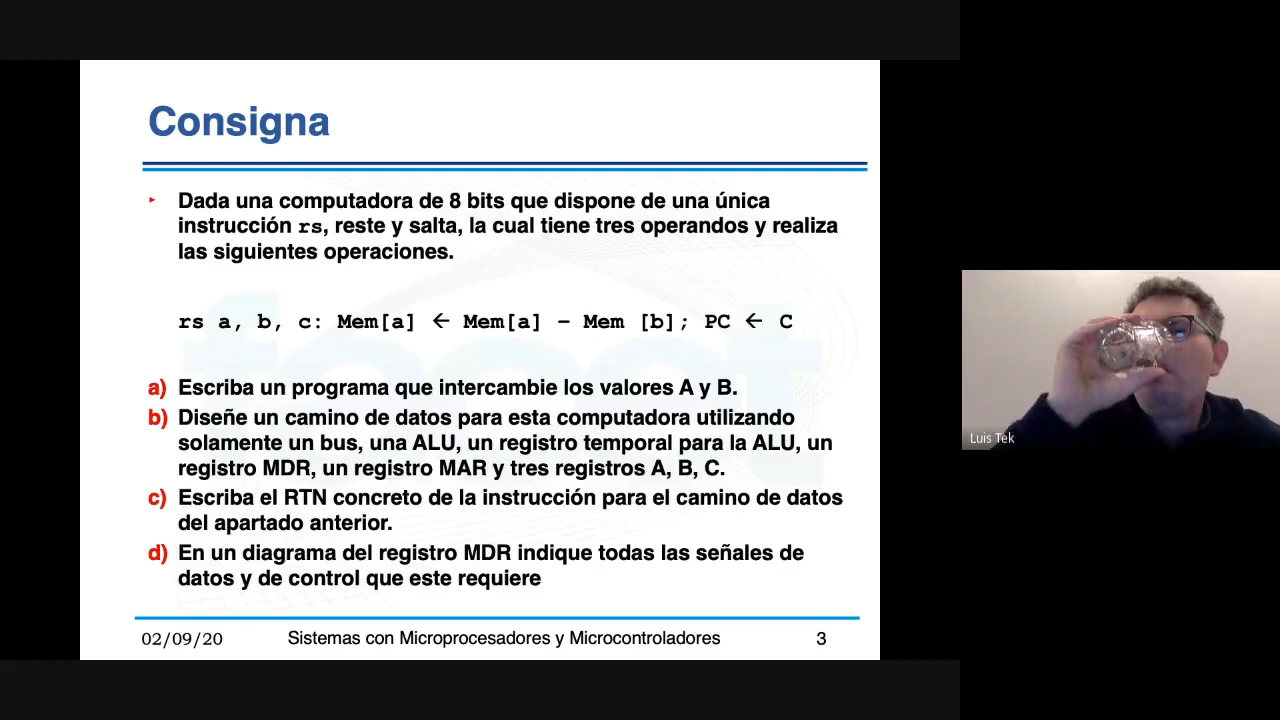 Consigna
Dada una computadora de 8 bits que dispone de una única
instrucción rs, reste y salta, la cual tiene tres operandos y realiza
las siguientes operaciones.
rs a, b, c: Mem[a] ← Mem[a] – Mem [b]; PC ← C
a) Escriba un programa que intercambie los valores A y B.
b) Diseñe un camino de datos para esta computadora utilizando
solamente un bus, una ALU, un registro temporal para la ALU, un
registro MDR, un registro MAR y tres registros A, B, C.
c) Escriba el RTN concreto de la instrucción para el camino de datos
del apartado anterior.
d) En un diagrama del registro MDR indique todas las señales de
datos y de control que este requiere
02/09/20 Sistemas con Microprocesadores y Microcontroladores 3
Luis Tek